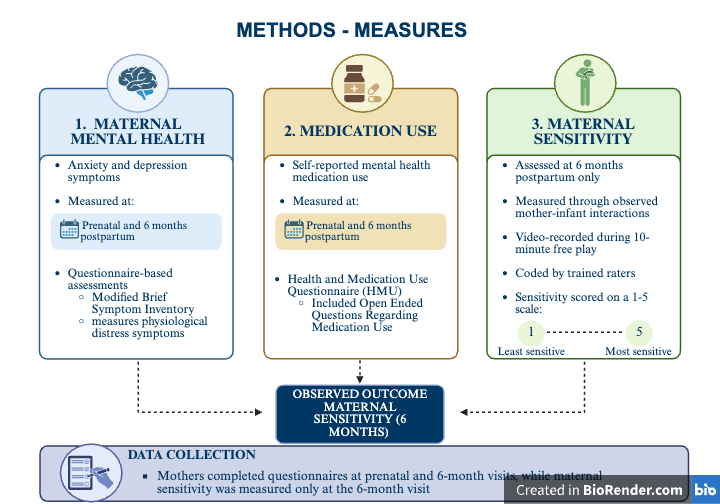 METHODS - MEASURES
1. MATERNAL
MENTAL HEALTH
• Anxiety and depression
symptoms
• Measured at:
Prenatal and 6 months
postpartum
• Questionnaire-based
assessments
○ Modified Brief
Symptom Inventory
○ measures physiological
distress symptoms
2. MEDICATION USE
• Self-reported mental health
medication use
• Measured at:
Prenatal and 6 months
postpartum
• Health and Medication Use
Questionnaire (HMU)
○ Included Open Ended
Questions Regarding
Medication Use
3. MATERNAL
SENSITIVITY
• Assessed at 6 months
postpartum only
• Measured through observed
mother-infant interactions
• Video-recorded during 10-
minute free play
• Coded by trained raters
• Sensitivity scored on a 1-5
scale:
1 5
Least sensitive Most sensitive
OBSERVED OUTCOME
MATERNAL
SENSITIVITY (6
MONTHS)
DATA COLLECTION
▪ Mothers completed questionnaires at prenatal and 6-month visits, while maternal
sensitivity was measured only at the 6-month visit
Created in BioRender.com bio